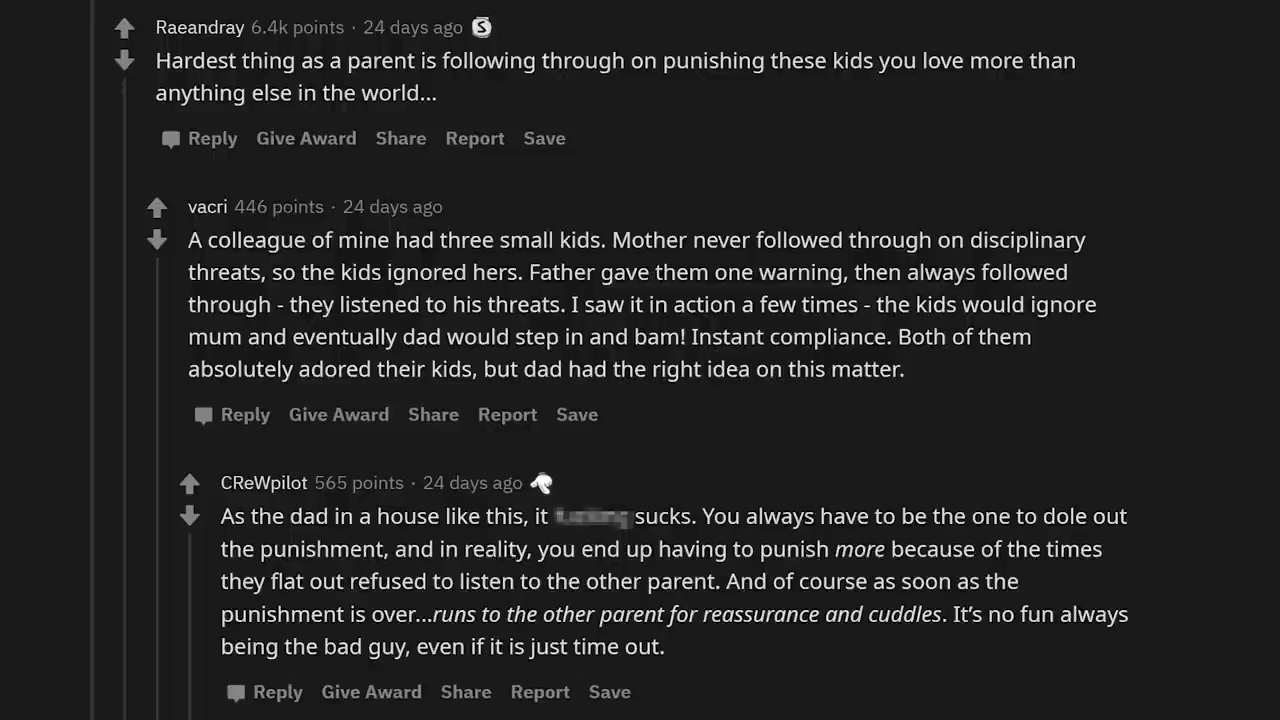 Raeandray 6.4k points · 24 days ago
Hardest thing as a parent is following through on punishing these kids you love more than
anything else in the world...
Reply Give Award Share Report Save
vacri 446 points · 24 days ago
A colleague of mine had three small kids. Mother never followed through on disciplinary
threats, so the kids ignored hers. Father gave them one warning, then always followed
through - they listened to his threats. I saw it in action a few times - the kids would ignore
mum and eventually dad would step in and bam! Instant compliance. Both of them
absolutely adored their kids, but dad had the right idea on this matter.
Reply Give Award Share Report Save
CReWpilot 565 points · 24 days ago
As the dad in a house like this, it sucks. You always have to be the one to dole out
the punishment, and in reality, you end up having to punish more because of the times
they flat out refused to listen to the other parent. And of course as soon as the
punishment is over...runs to the other parent for reassurance and cuddles. It’s no fun always
being the bad guy, even if it is just time out.
Reply Give Award Share Report Save